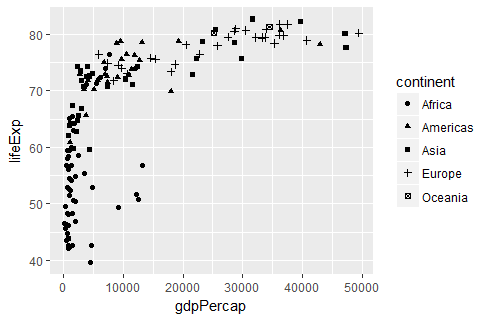 80
70
60
50
40
lifeExp
0
10000
20000
30000
40000
50000
gdpPercap
continent
Africa
Americas
Asia
Europe
Oceania